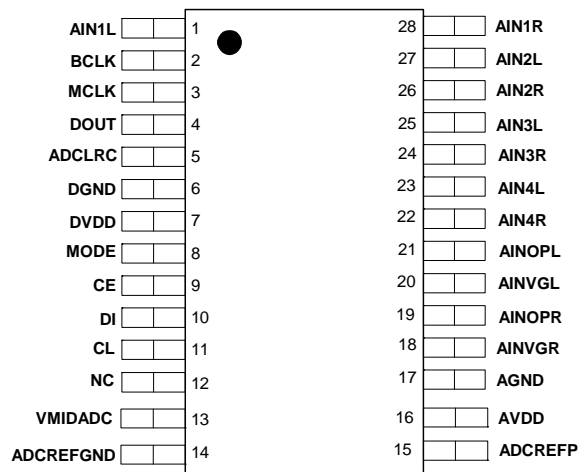 AIN1L 1 28 AIN1R
BCLK 2 27 AIN2L
MCLK 3 26 AIN2R
DOUT 4 25 AIN3L
ADCLRC 5 24 AIN3R
DGND 6 23 AIN4L
DVDD 7 22 AIN4R
MODE 8 21 AINOPL
CE 9 20 AINVGL
DI 10 19 AINOPR
CL 11 18 AINVGR
NC 12 17 AGND
VMIDADC 13 16 AVDD
ADCREFGND 14 15 ADCREFP